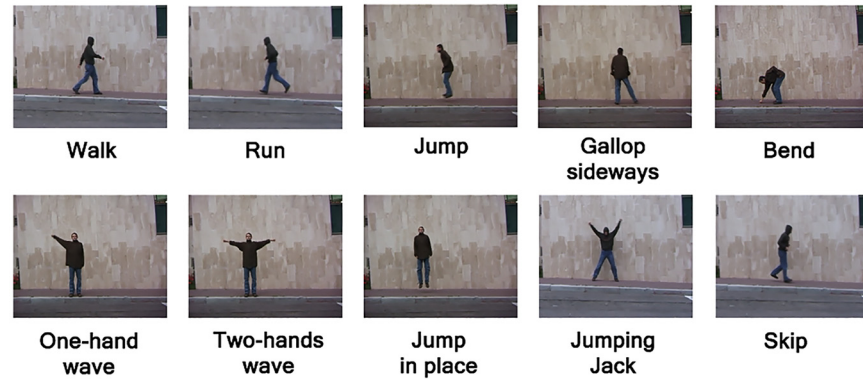 Walk
Run
Jump
Gallop
sideways
Bend
One-hand
wave
Two-hands
wave
Jump
in place
Jumping
Jack
Skip